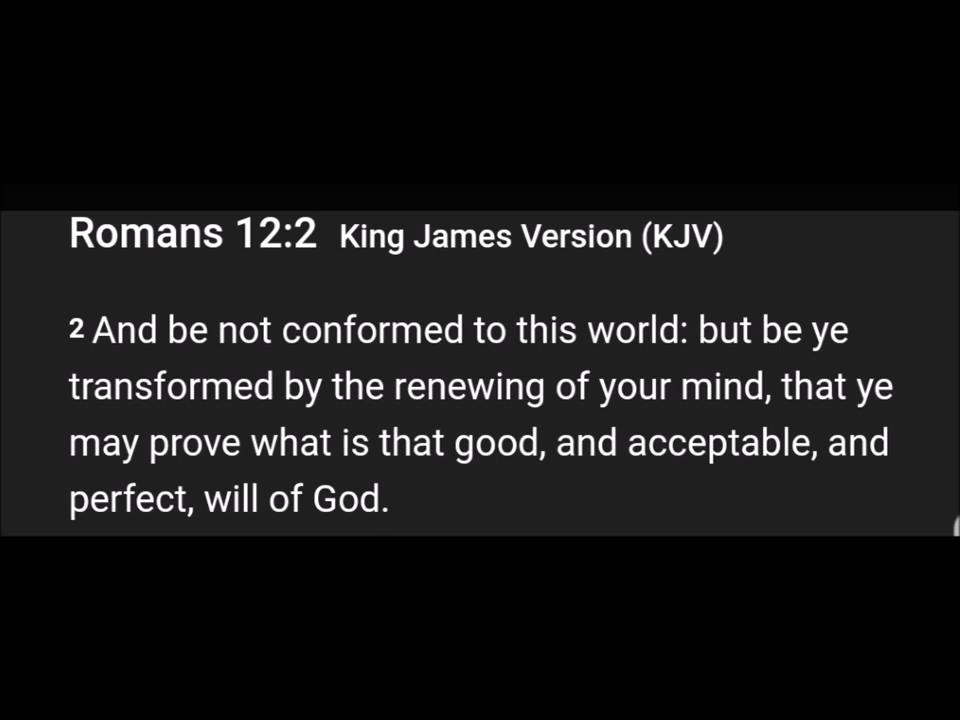 Romans 12:2 King James Version (KJV)
2 And be not conformed to this world: but be ye
transformed by the renewing of your mind, that ye
may prove what is that good, and acceptable, and
perfect, will of God.